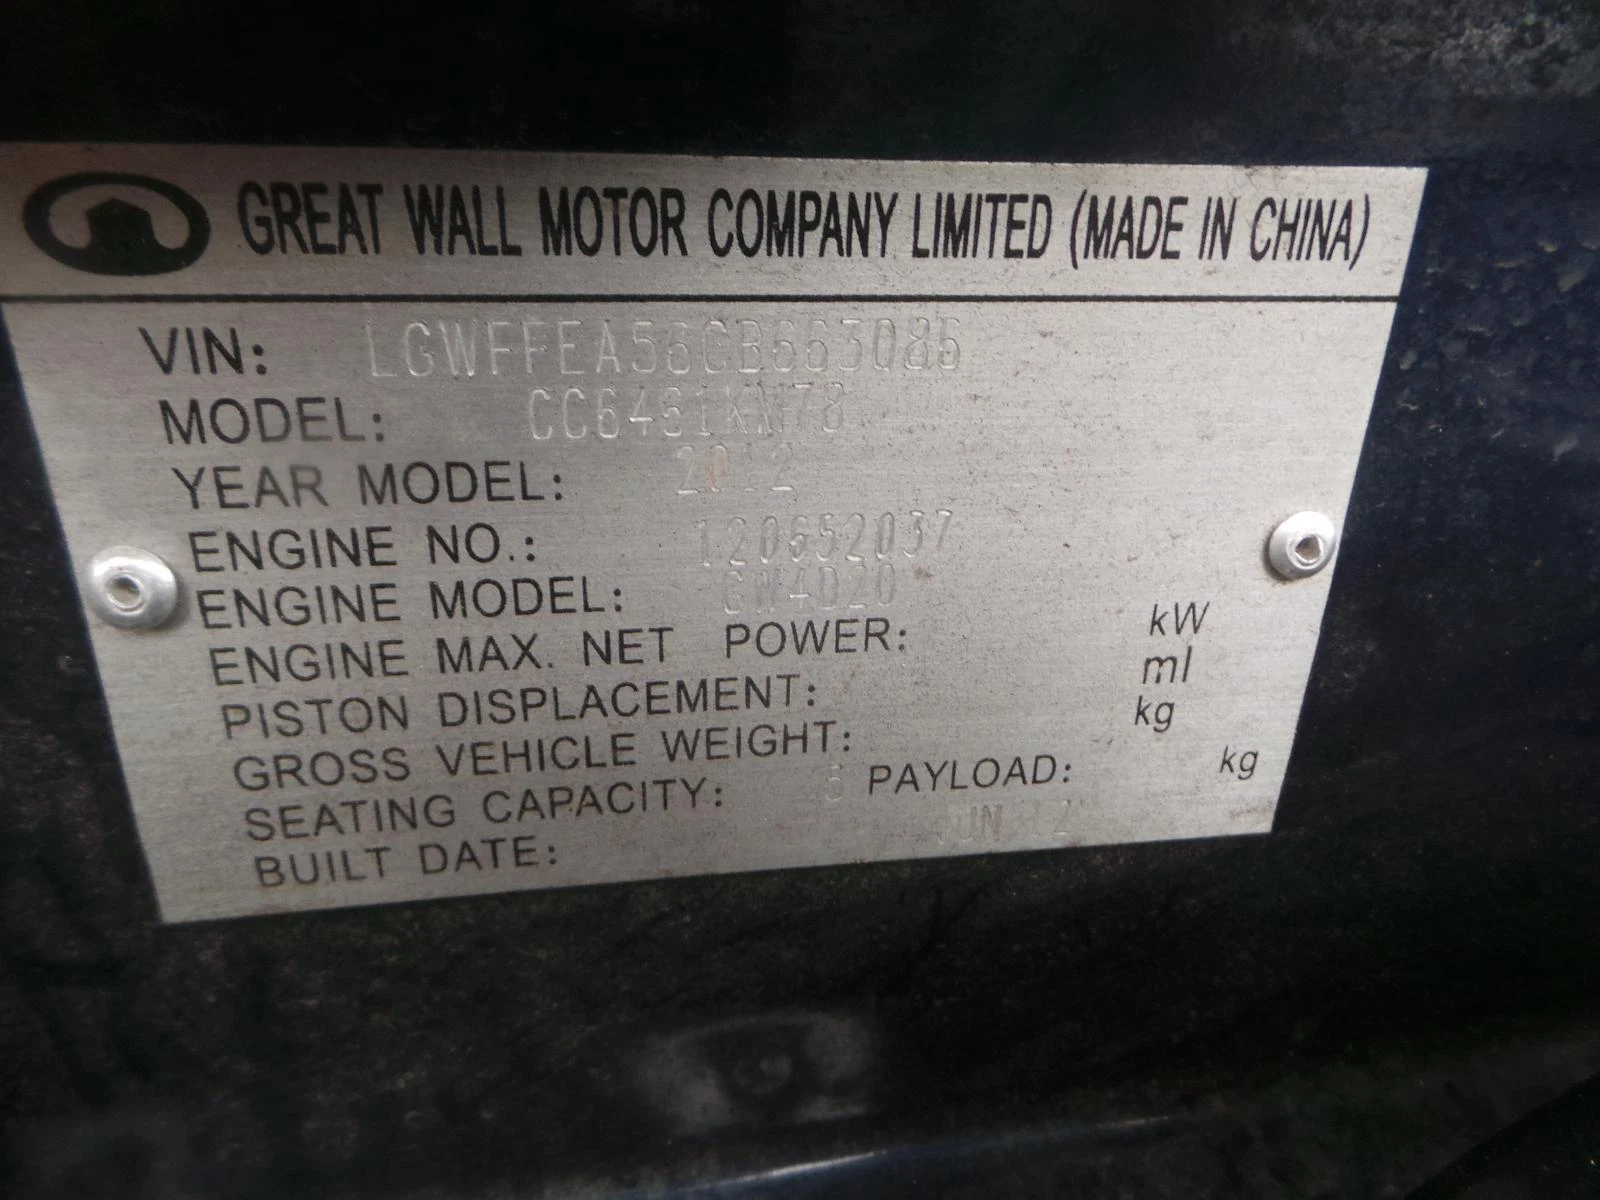 GREAT WALL MOTOR COMPANY LIMITED (MADE IN CHINA)
VIN: LGWFFEA56CB663085
MODEL: CC6461KM78
YEAR MODEL: 2012
ENGINE NO.: 120652037
ENGINE MODEL: GW4D20
ENGINE MAX. NET POWER: kW
PISTON DISPLACEMENT: ml
GROSS VEHICLE WEIGHT: kg
SEATING CAPACITY: 5 PAYLOAD: kg
BUILT DATE: JUN 12